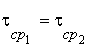 τcp₁ = τcp₂